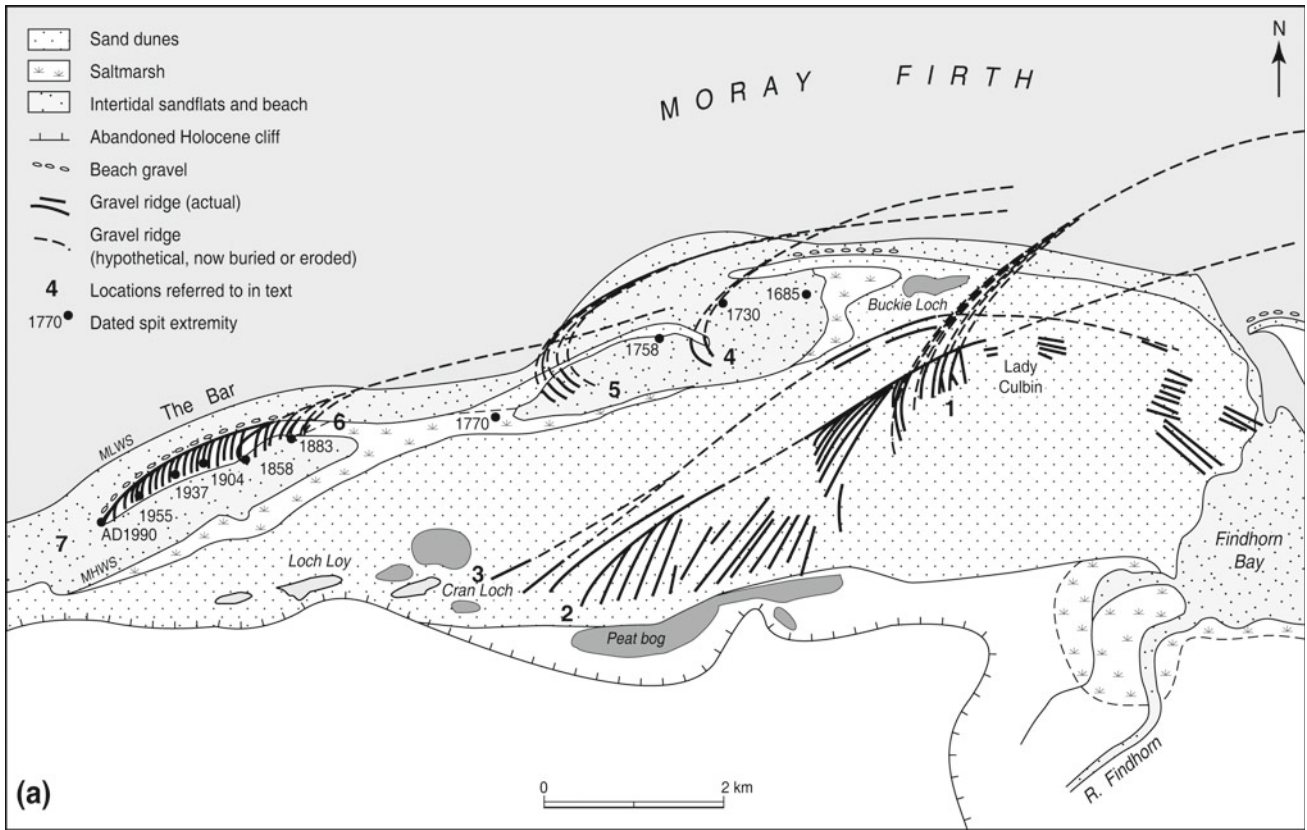 Sand dunes
Saltmarsh
Intertidal sandflats and beach
Abandoned Holocene cliff
Beach gravel
Gravel ridge (actual)
Gravel ridge
(hypothetical, now buried or eroded)
4 Locations referred to in text
1770 Dated spit extremity
N
MORAY FIRTH
1685
1730
Buckie Loch
1758
4
Lady
Culbin
The Bar
5
1
6
1770
1883
MLWS
1858
1904
1937
1955
AD1990
7
Findhorn
Bay
Loch Loy
3
Cran Loch
MHWS
2
Peat bog
R. Findhorn
(a)
0 2 km